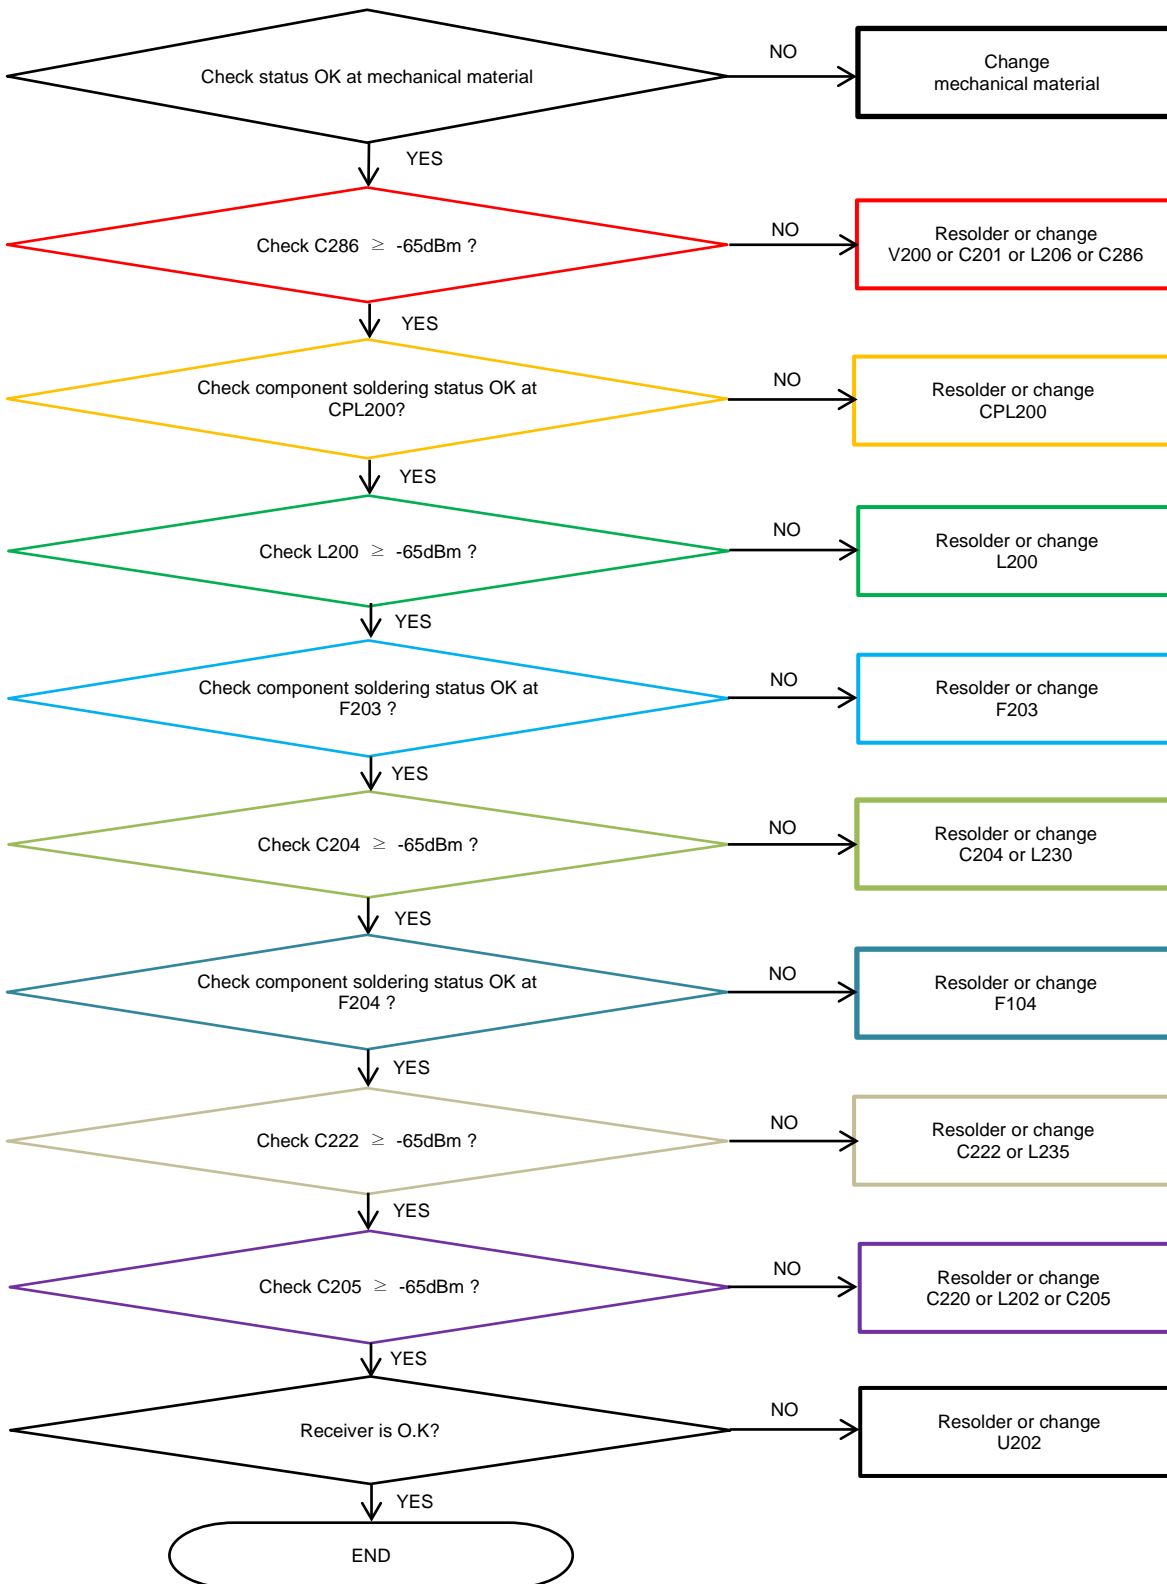 Check status OK at mechanical material
NO
Change
mechanical material
YES
Check C286 ≥ -65dBm ?
NO
Resolder or change
V200 or C201 or L206 or C286
YES
Check component soldering status OK at
CPL200?
NO
Resolder or change
CPL200
YES
Check L200 ≥ -65dBm ?
NO
Resolder or change
L200
YES
Check component soldering status OK at
F203 ?
NO
Resolder or change
F203
YES
Check C204 ≥ -65dBm ?
NO
Resolder or change
C204 or L230
YES
Check component soldering status OK at
F204 ?
NO
Resolder or change
F104
YES
Check C222 ≥ -65dBm ?
NO
Resolder or change
C222 or L235
YES
Check C205 ≥ -65dBm ?
NO
Resolder or change
C220 or L202 or C205
YES
Receiver is O.K?
NO
Resolder or change
U202
YES
END